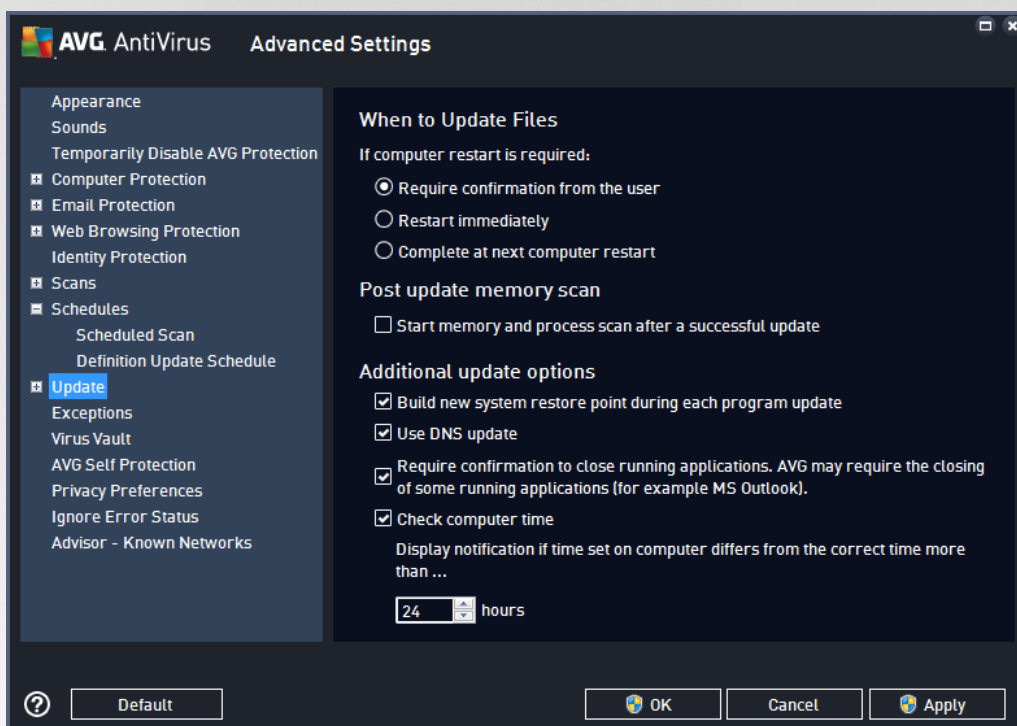 AVG. AntiVirus Advanced Settings
Appearance
Sounds
Temporarily Disable AVG Protection
Computer Protection
Email Protection
Web Browsing Protection
Identity Protection
Scans
Schedules
Scheduled Scan
Definition Update Schedule
Update
Exceptions
Virus Vault
AVG Self Protection
Privacy Preferences
Ignore Error Status
Advisor - Known Networks
When to Update Files
If computer restart is required:
Require confirmation from the user
Restart immediately
Complete at next computer restart
Post update memory scan
Start memory and process scan after a successful update
Additional update options
Build new system restore point during each program update
Use DNS update
Require confirmation to close running applications. AVG may require the closing
of some running applications (for example MS Outlook).
Check computer time
Display notification if time set on computer differs from the correct time more
than ...
24 hours
? Default OK Cancel Apply